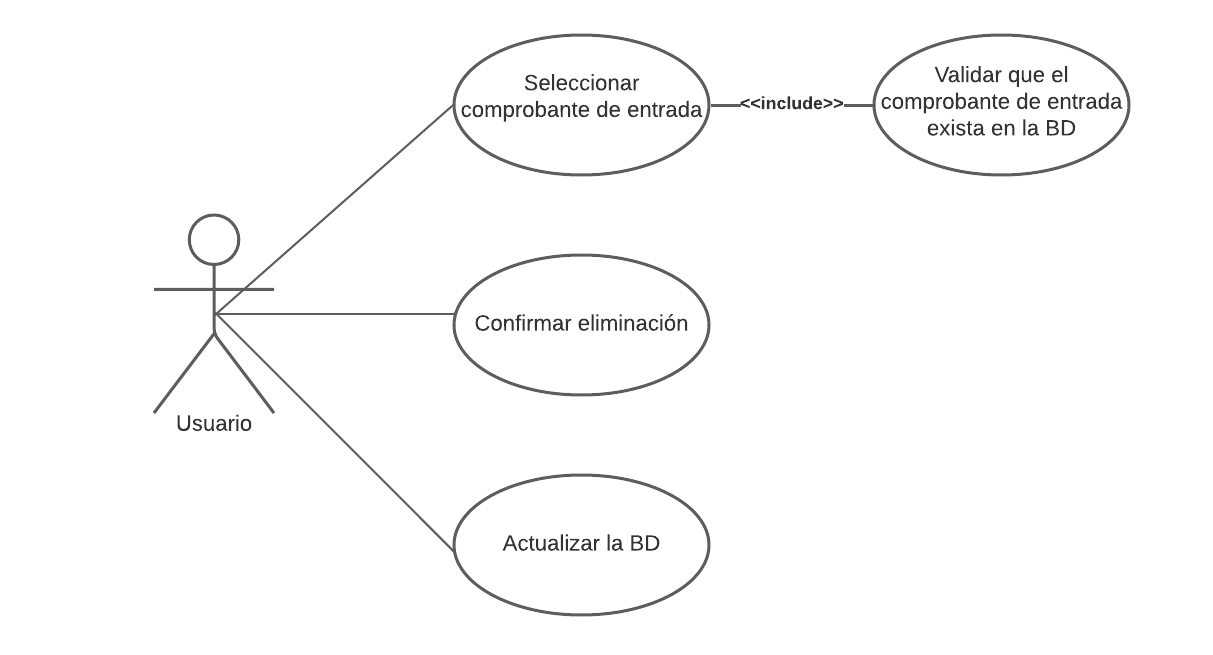 Seleccionar
comprobante de entrada
<<include>>
Validar que el
comprobante de entrada
exista en la BD
Confirmar eliminación
Usuario
Actualizar la BD